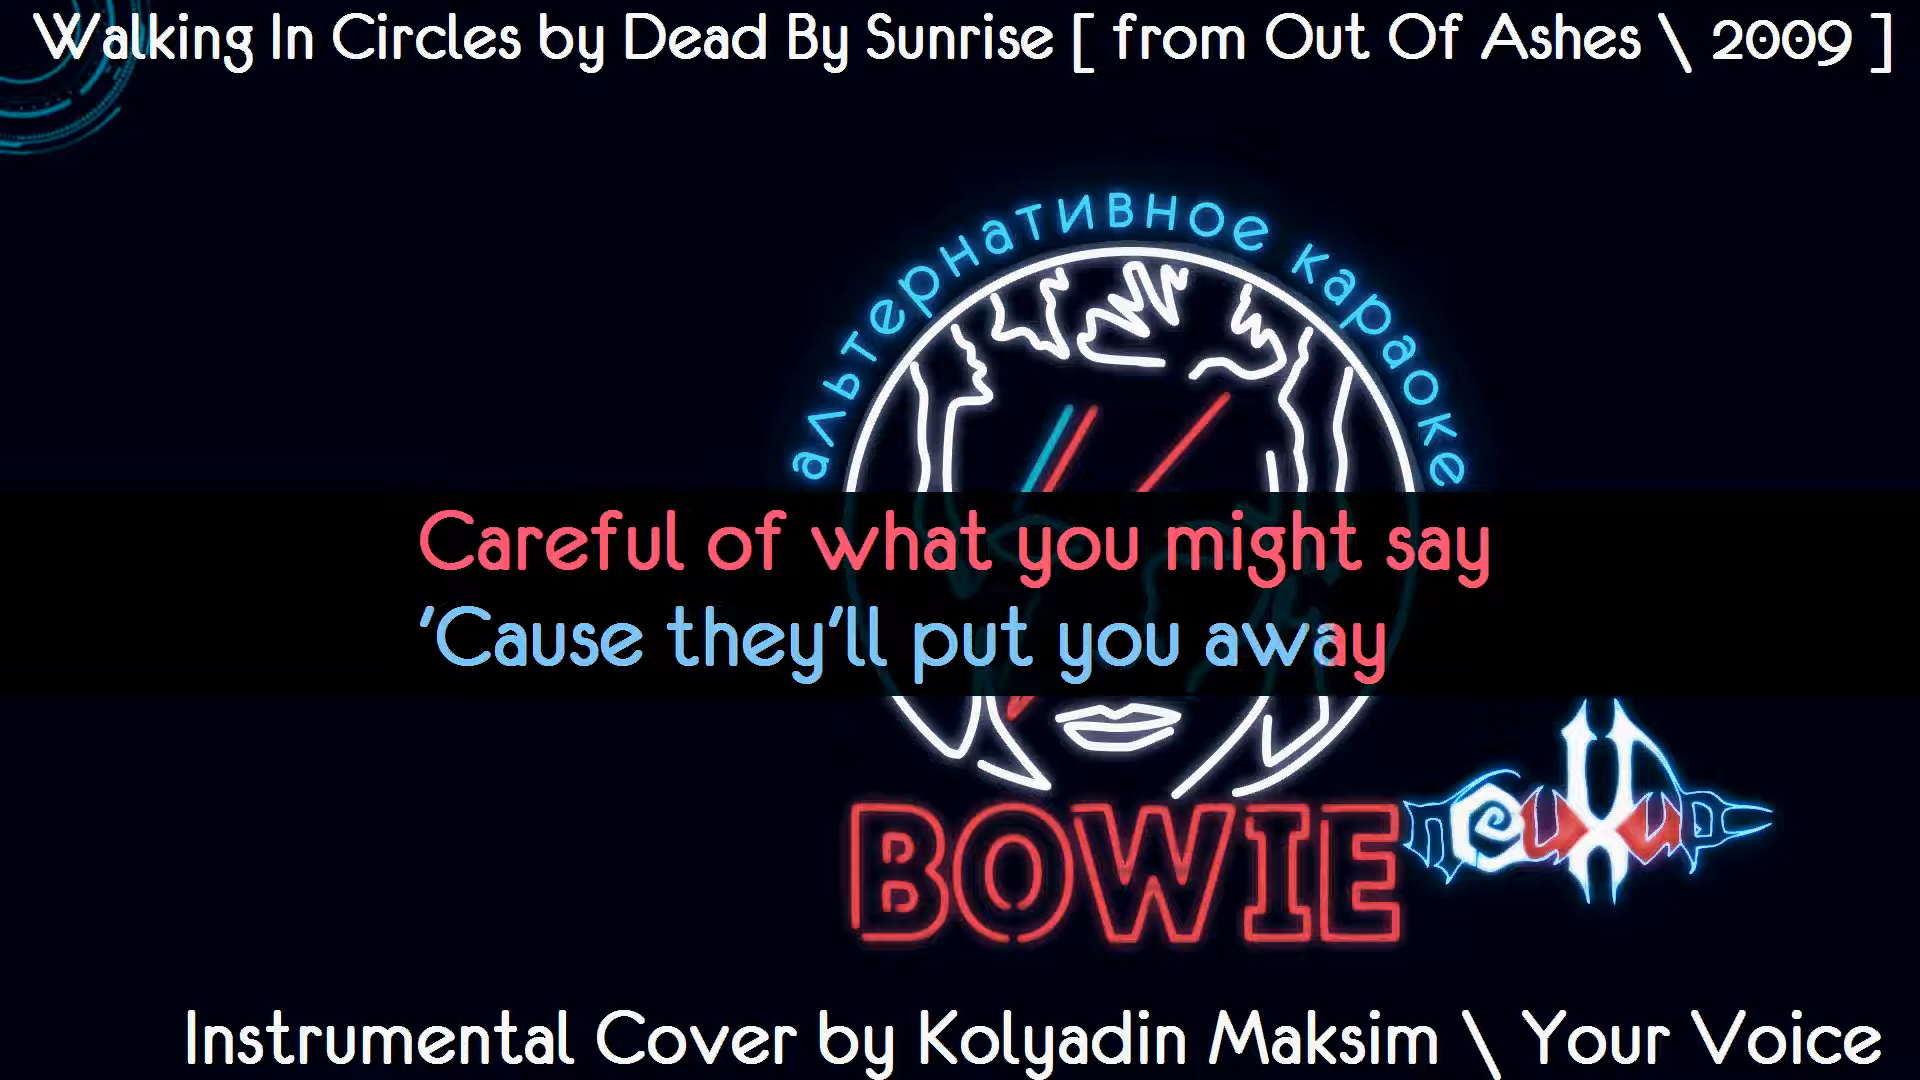 Walking In Circles by Dead By Sunrise [ from Out Of Ashes \ 2009 ]
альтернативное караоке
Careful of what you might say
'Cause they'll put you away
BOWIE
Instrumental Cover by Kolyadin Maksim \ Your Voice